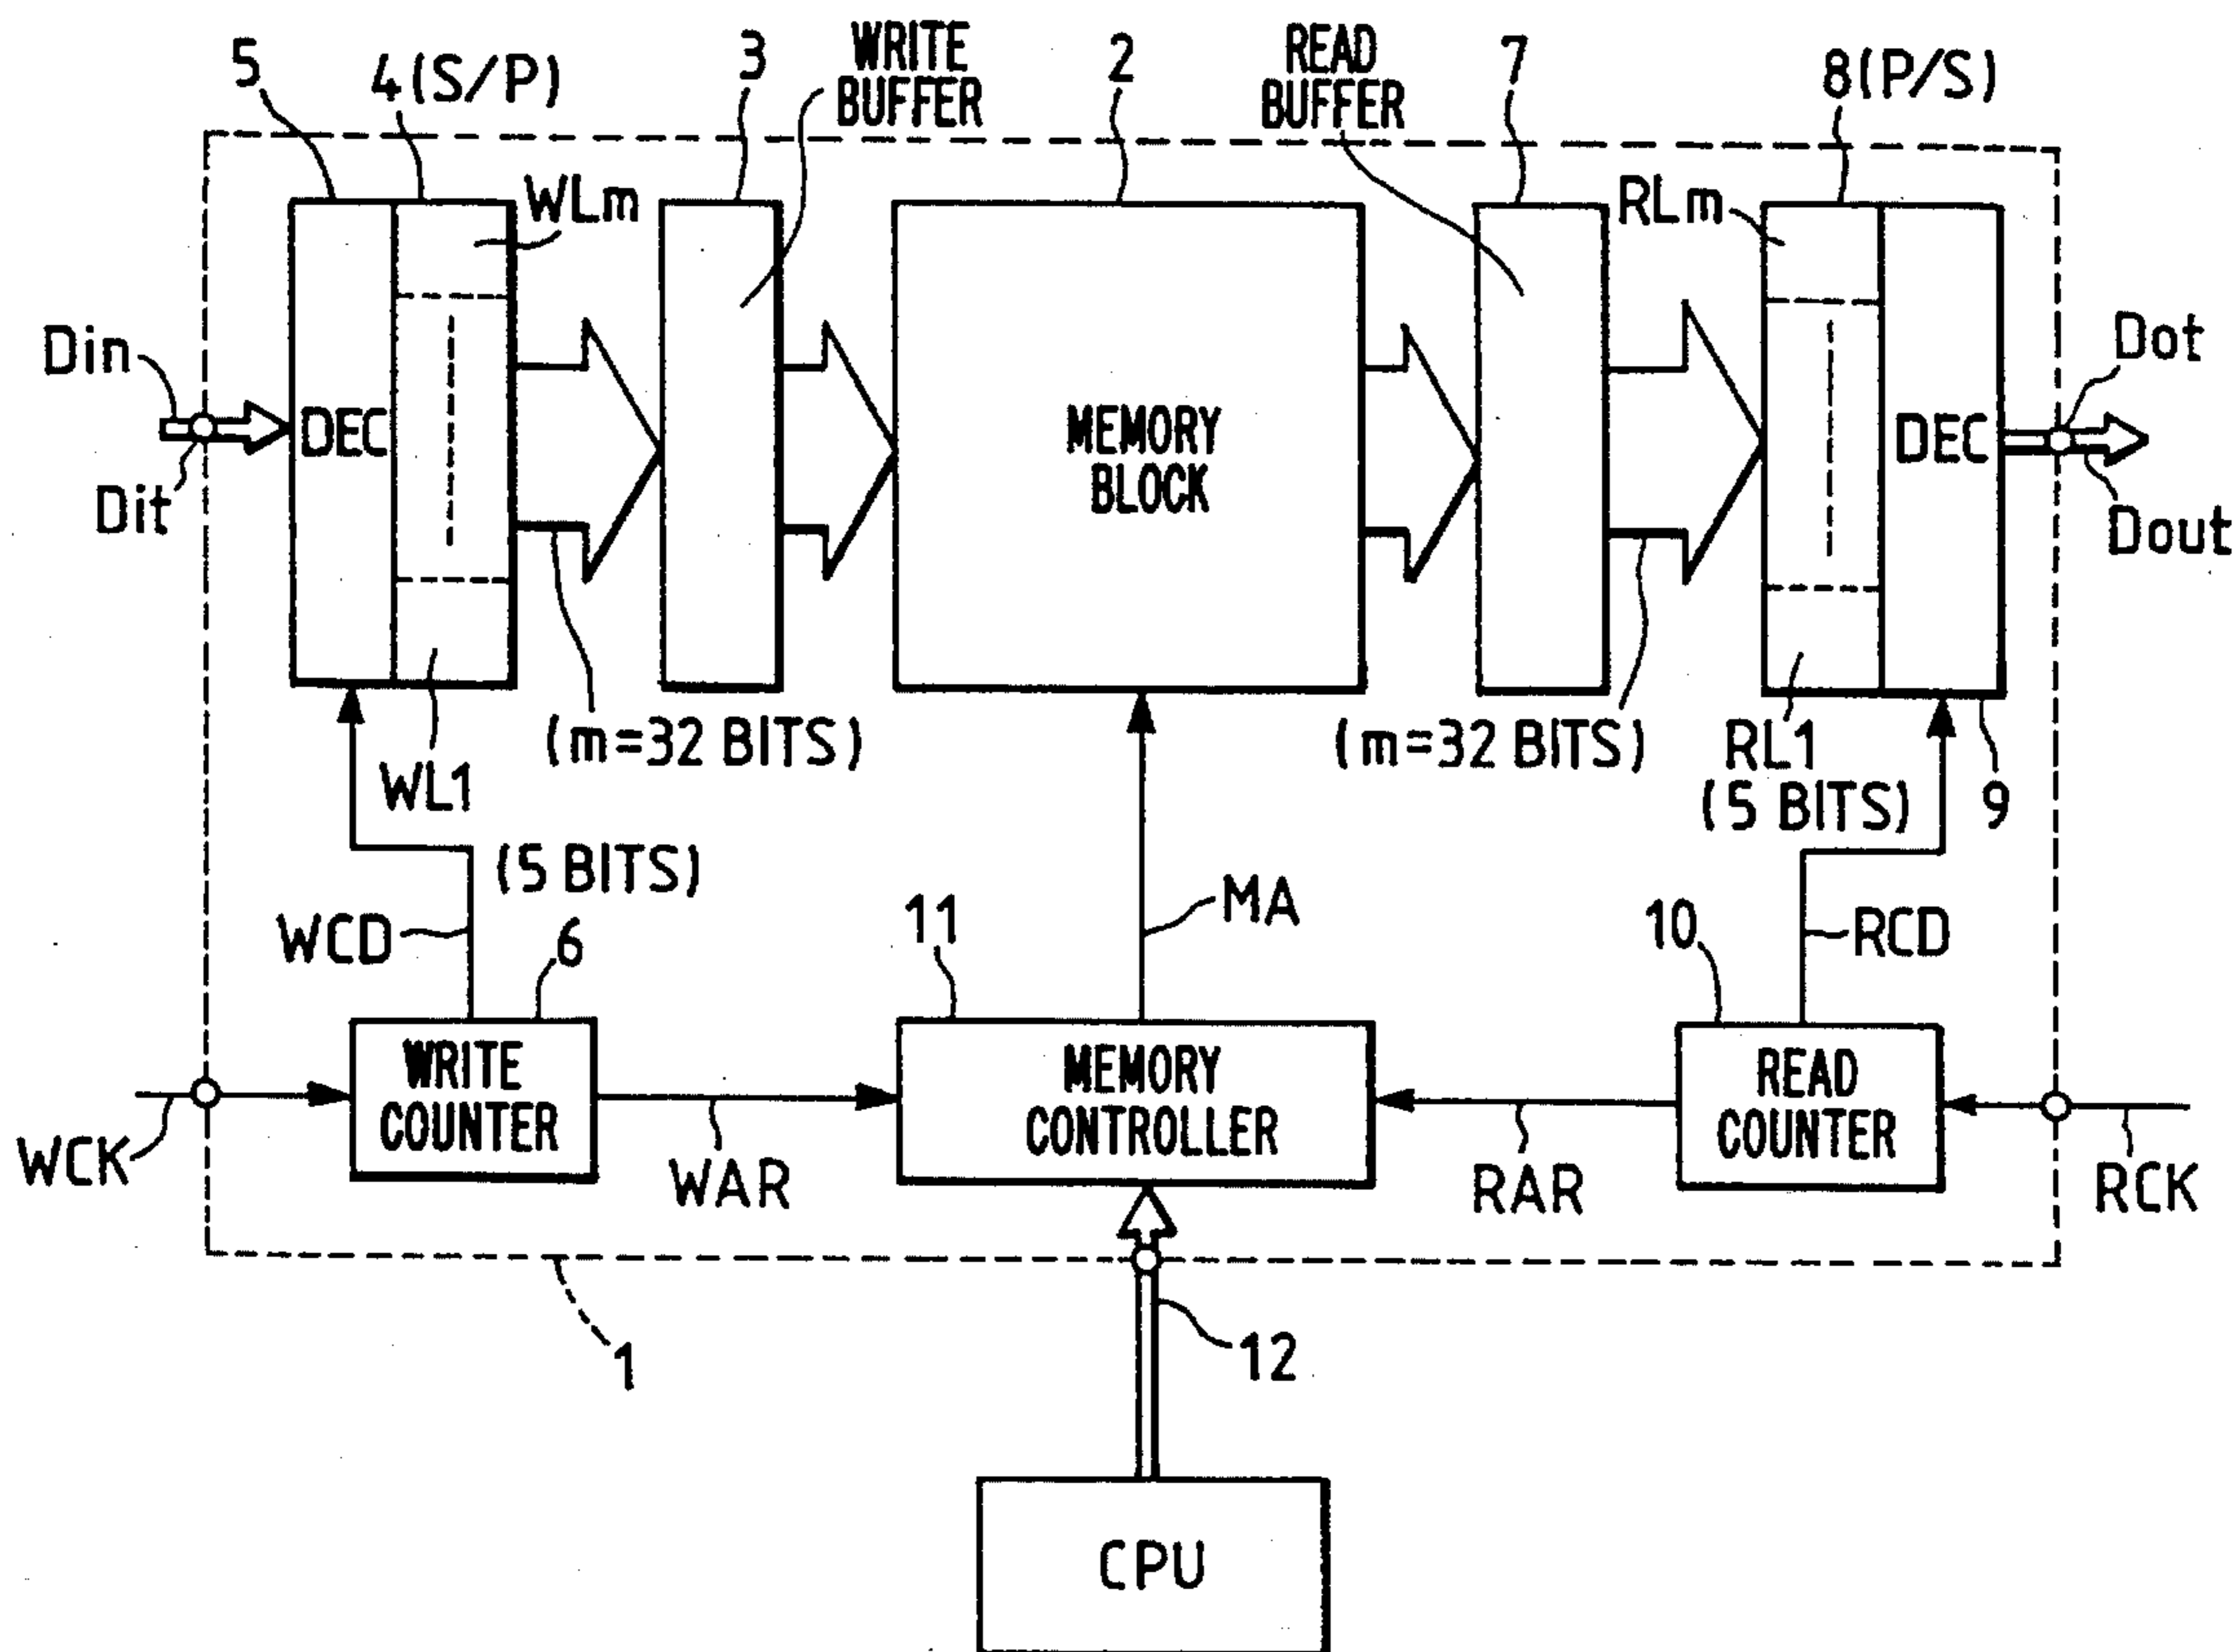 5
4(S/P)
3
WRITE
BUFFER
2
READ
BUFFER
7
8(P/S)
WLm
RLm
Din
Dit
DEC
MEMORY
BLOCK
DEC
Dot
Dout
WL1
(m=32 BITS)
(m=32 BITS)
RL1
(5 BITS)
9
(5 BITS)
WCD
6
11
MA
10
RCD
WCK
WRITE
COUNTER
WAR
MEMORY
CONTROLLER
RAR
READ
COUNTER
RCK
1
12
CPU